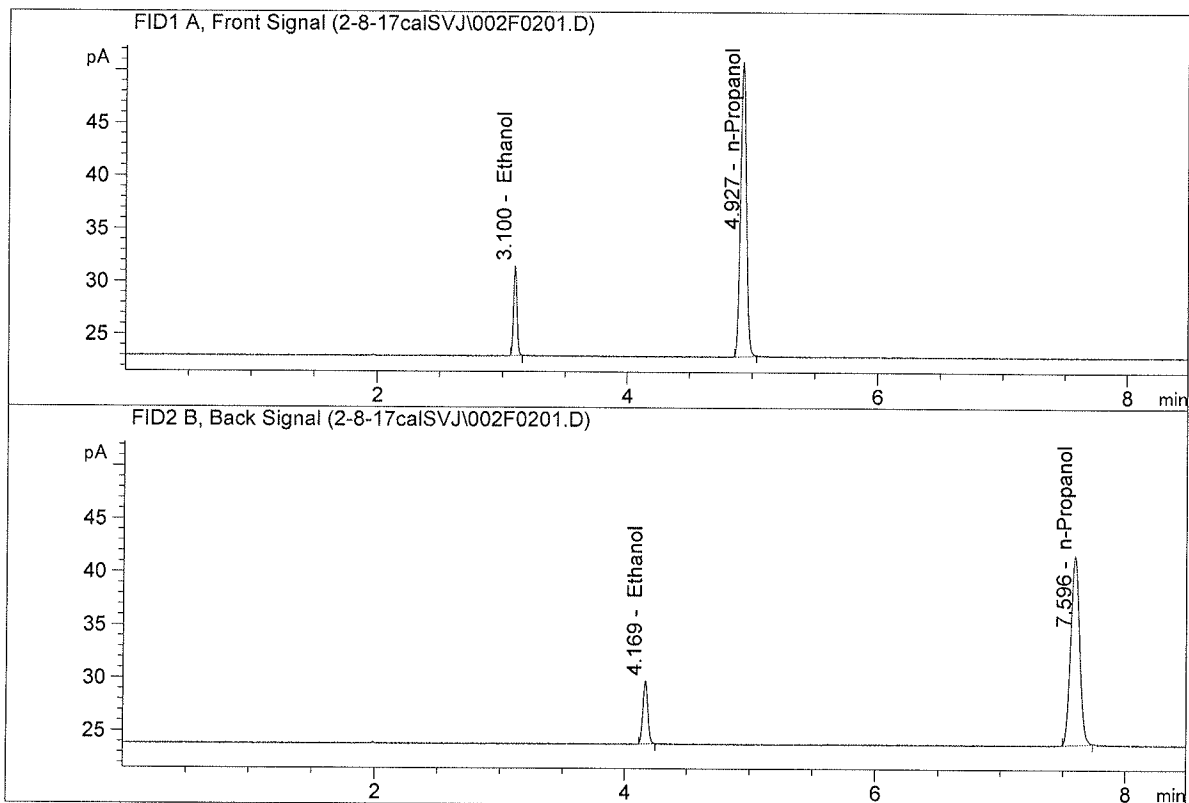 FID1 A, Front Signal (2-8-17calSVJ\002F0201.D)
pA
45
40
35
30
25
3.100 - Ethanol
4.927 - n-Propanol
2 4 6 8 min
FID2 B, Back Signal (2-8-17calSVJ\002F0201.D)
pA
45
40
35
30
25
4.169 - Ethanol
7.596 - n-Propanol
2 4 6 8 min